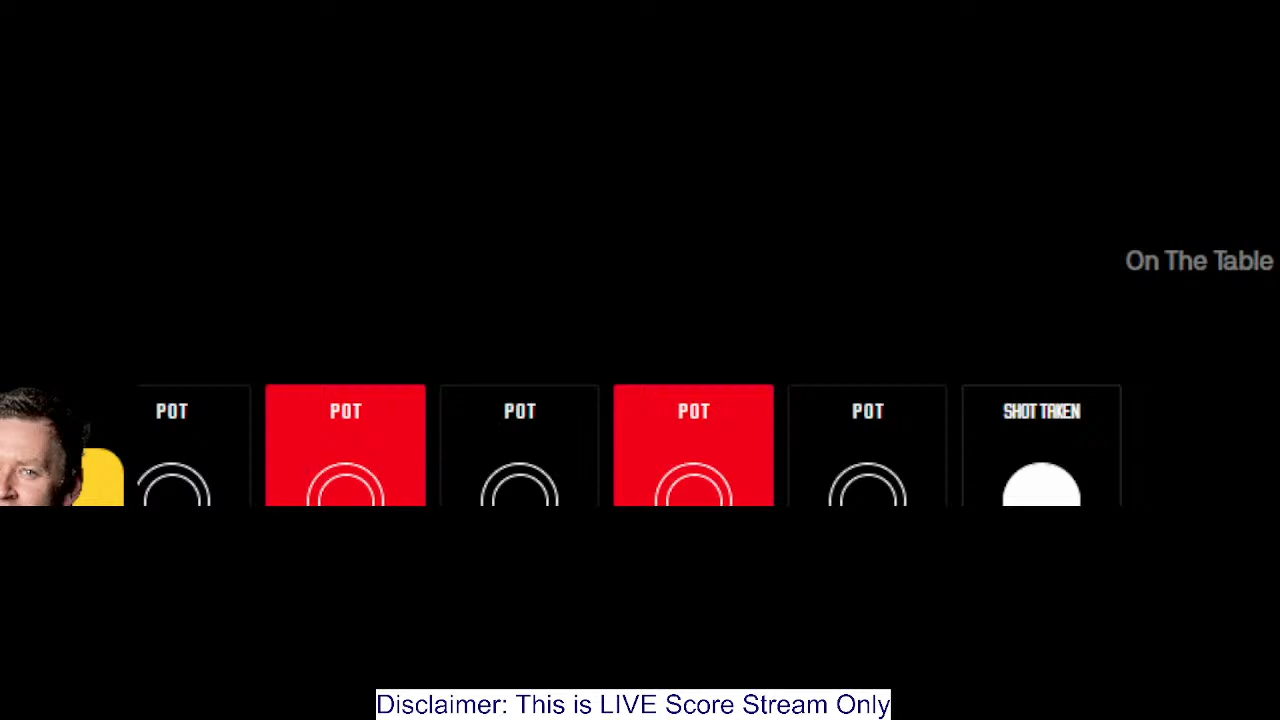 On The Table
POT POT POT POT POT SHOT TAKEN
Disclaimer: This is LIVE Score Stream Only